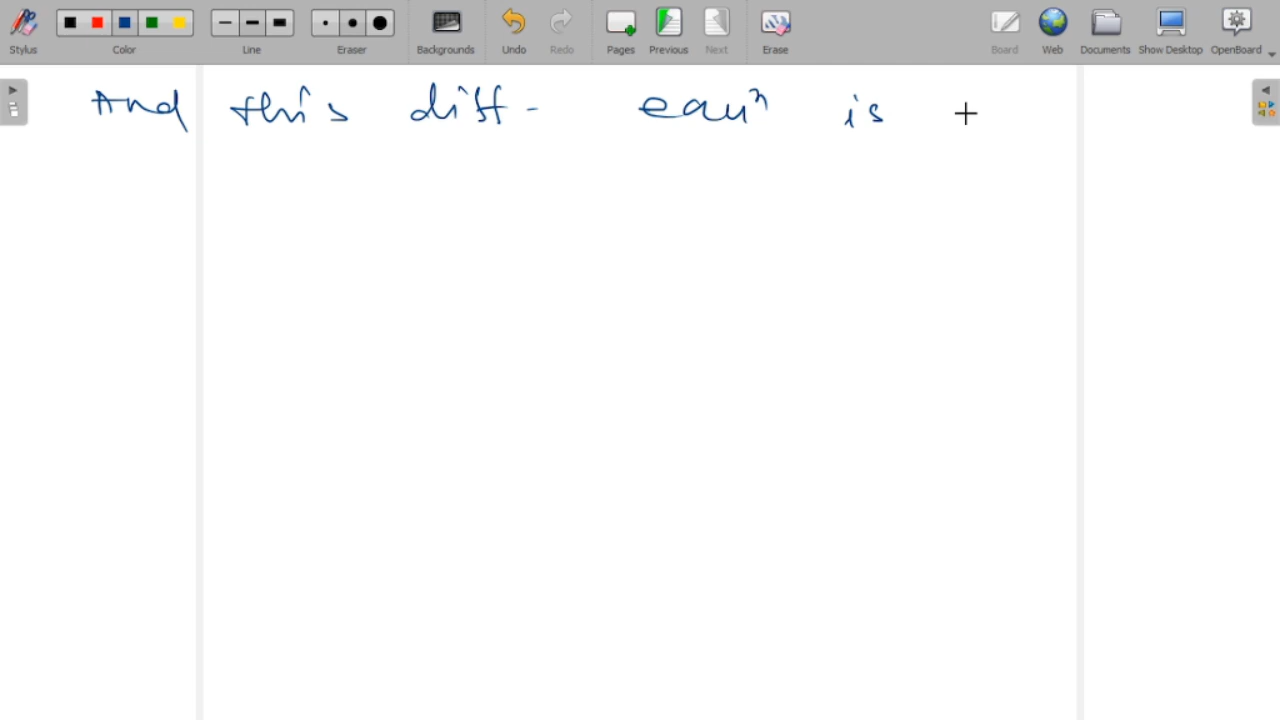 Stylus Color Line Eraser Backgrounds Undo Redo Pages Previous Next Erase Board Web Documents Show Desktop OpenBoard
And this diff - equⁿ is